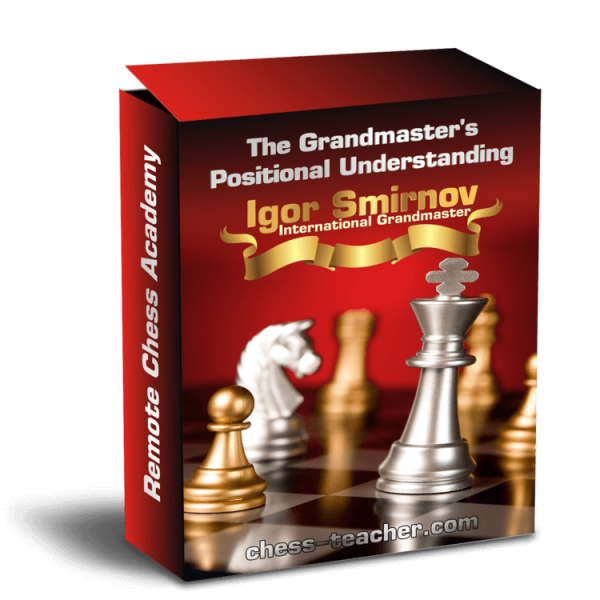 The Grandmaster's
Positional Understanding
Igor Smirnov
International Grandmaster
chess-teacher.com
Remote Chess Academy